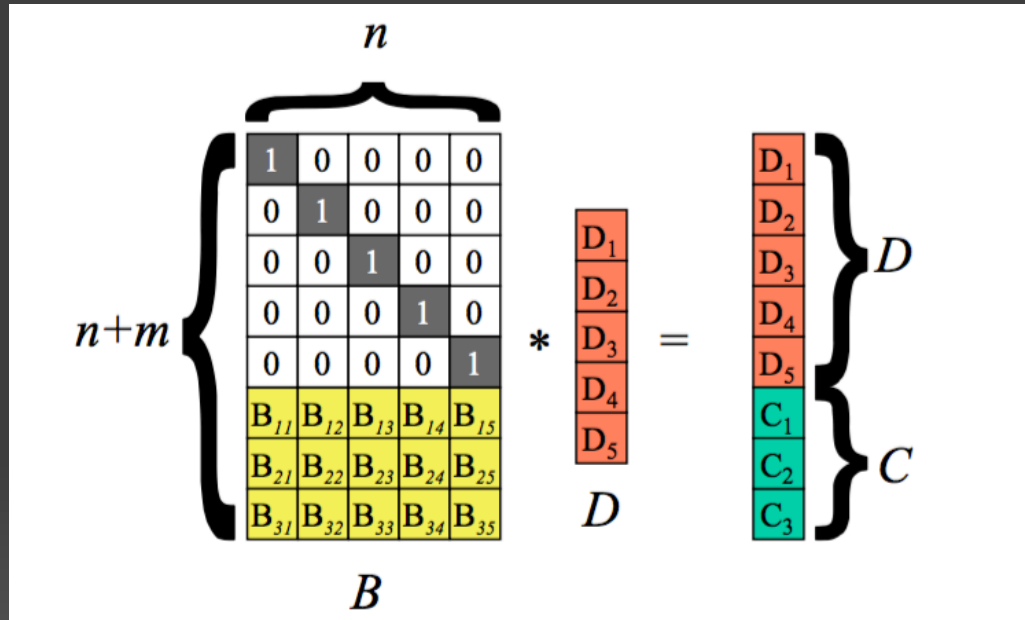 n
1 0 0 0 0
0 1 0 0 0
0 0 1 0 0
0 0 0 1 0
0 0 0 0 1
B₁₁ B₁₂ B₁₃ B₁₄ B₁₅
B₂₁ B₂₂ B₂₃ B₂₄ B₂₅
B₃₁ B₃₂ B₃₃ B₃₄ B₃₅
n+m
B
*
D₁
D₂
D₃
D₄
D₅
D
=
D₁
D₂
D₃
D₄
D₅
C₁
C₂
C₃
D
C